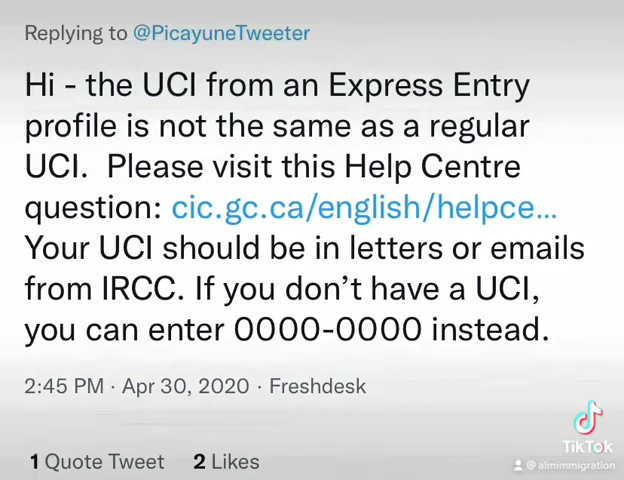 Replying to @PicayuneTweeter
Hi - the UCI from an Express Entry
profile is not the same as a regular
UCI. Please visit this Help Centre
question: cic.gc.ca/english/helpce...
Your UCI should be in letters or emails
from IRCC. If you don’t have a UCI,
you can enter 0000-0000 instead.
2:45 PM · Apr 30, 2020 · Freshdesk
1 Quote Tweet 2 Likes
TikTok
@almimmigration